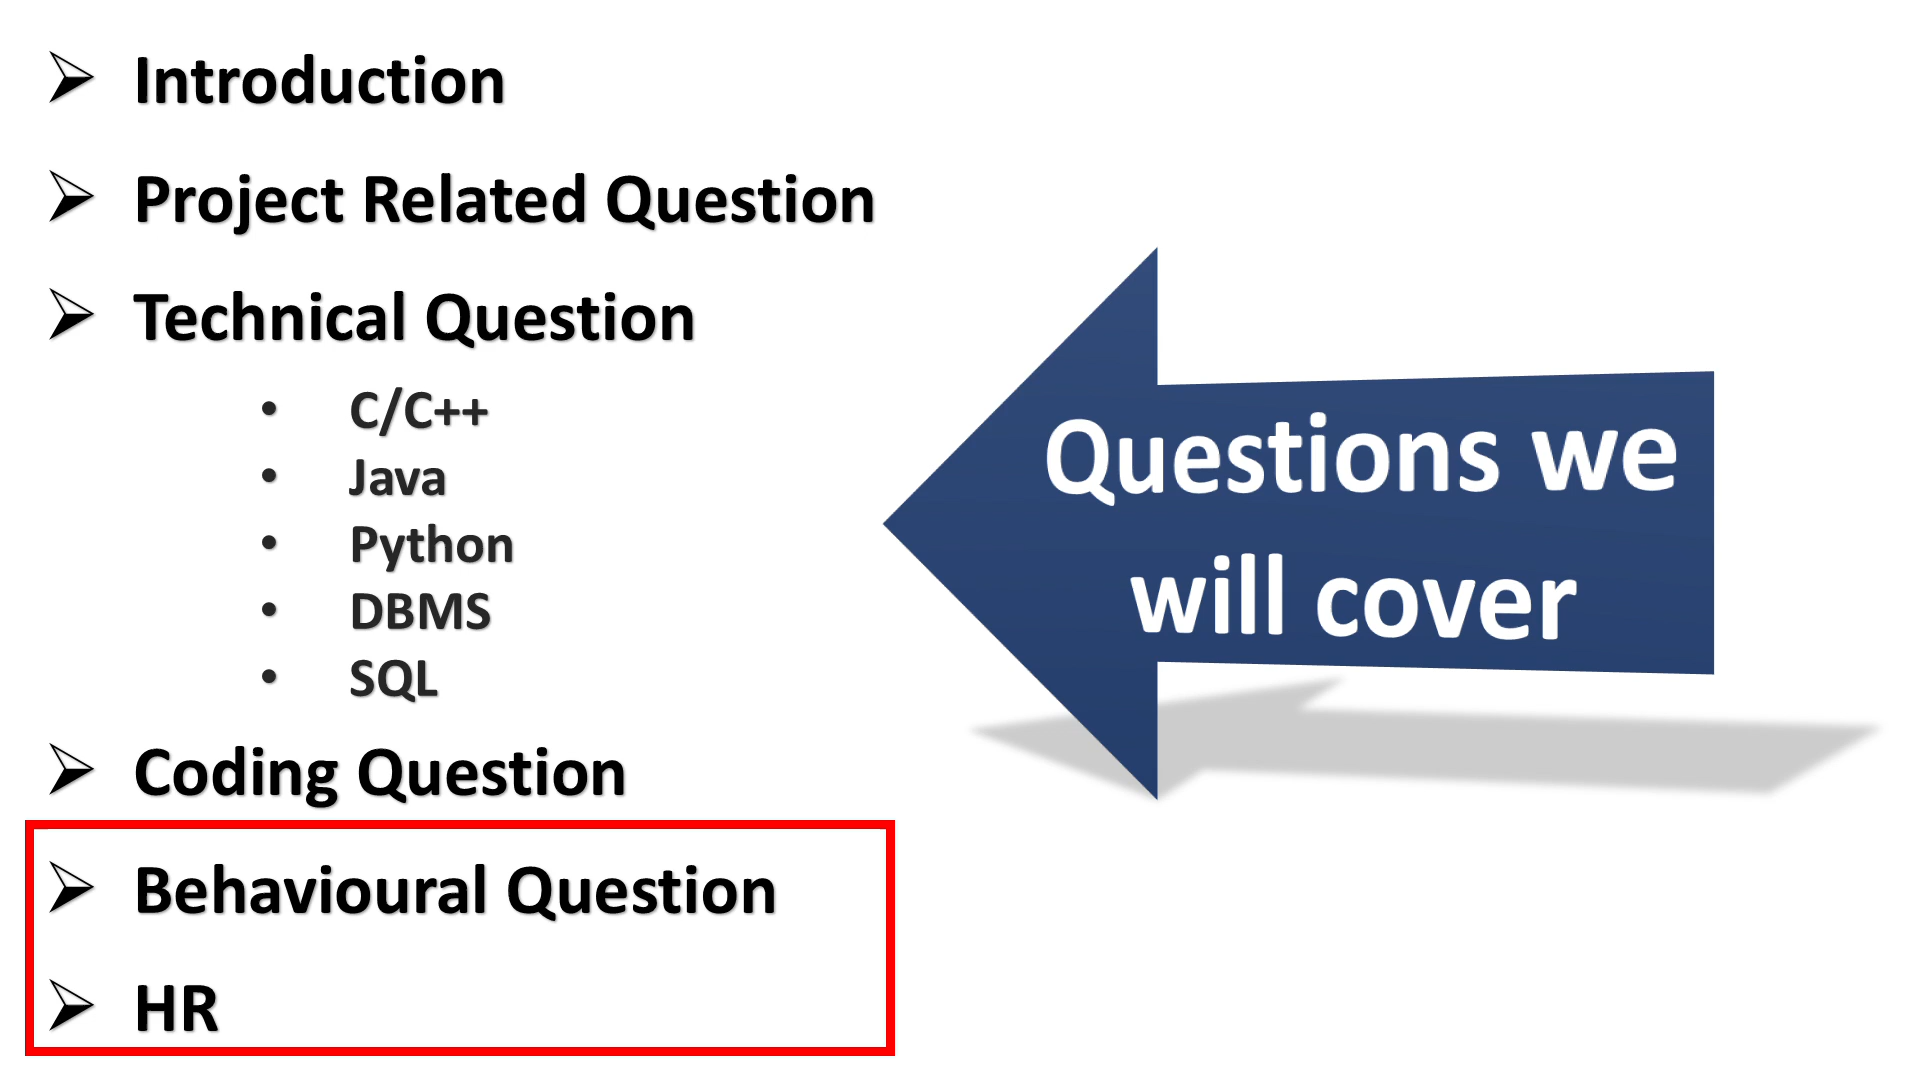 Introduction
Project Related Question
Technical Question
C/C++
Java
Python
DBMS
SQL
Coding Question
Behavioural Question
HR
Questions we
will cover